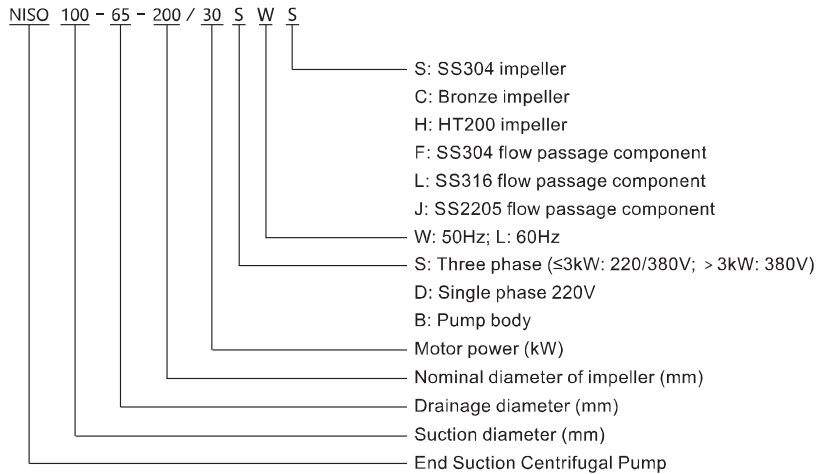 NISO 100 - 65 - 200 / 30 S W S
S: SS304 impeller
C: Bronze impeller
H: HT200 impeller
F: SS304 flow passage component
L: SS316 flow passage component
J: SS2205 flow passage component
W: 50Hz; L: 60Hz
S: Three phase (≤3kW: 220/380V; >3kW: 380V)
D: Single phase 220V
B: Pump body
Motor power (kW)
Nominal diameter of impeller (mm)
Drainage diameter (mm)
Suction diameter (mm)
End Suction Centrifugal Pump